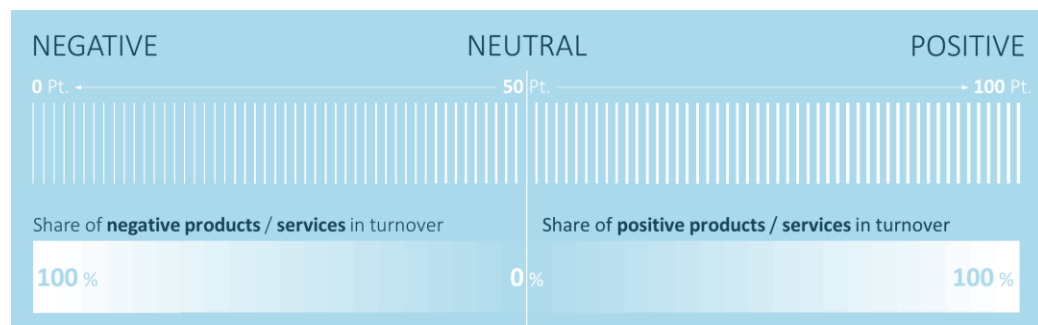 NEGATIVE NEUTRAL POSITIVE
0 Pt. 50 Pt. 100 Pt.
Share of negative products / services in turnover Share of positive products / services in turnover
100 % 0 % 100 %